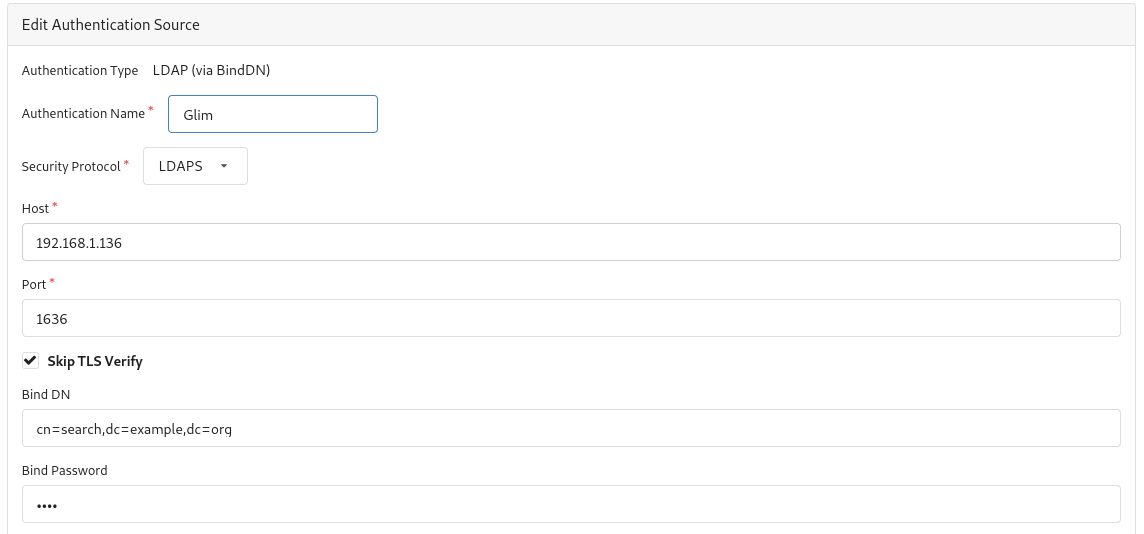 Edit Authentication Source
Authentication Type LDAP (via BindDN)
Authentication Name * Glim
Security Protocol * LDAPS
Host *
192.168.1.136
Port *
1636
Skip TLS Verify
Bind DN
cn=search,dc=example,dc=org
Bind Password
••••